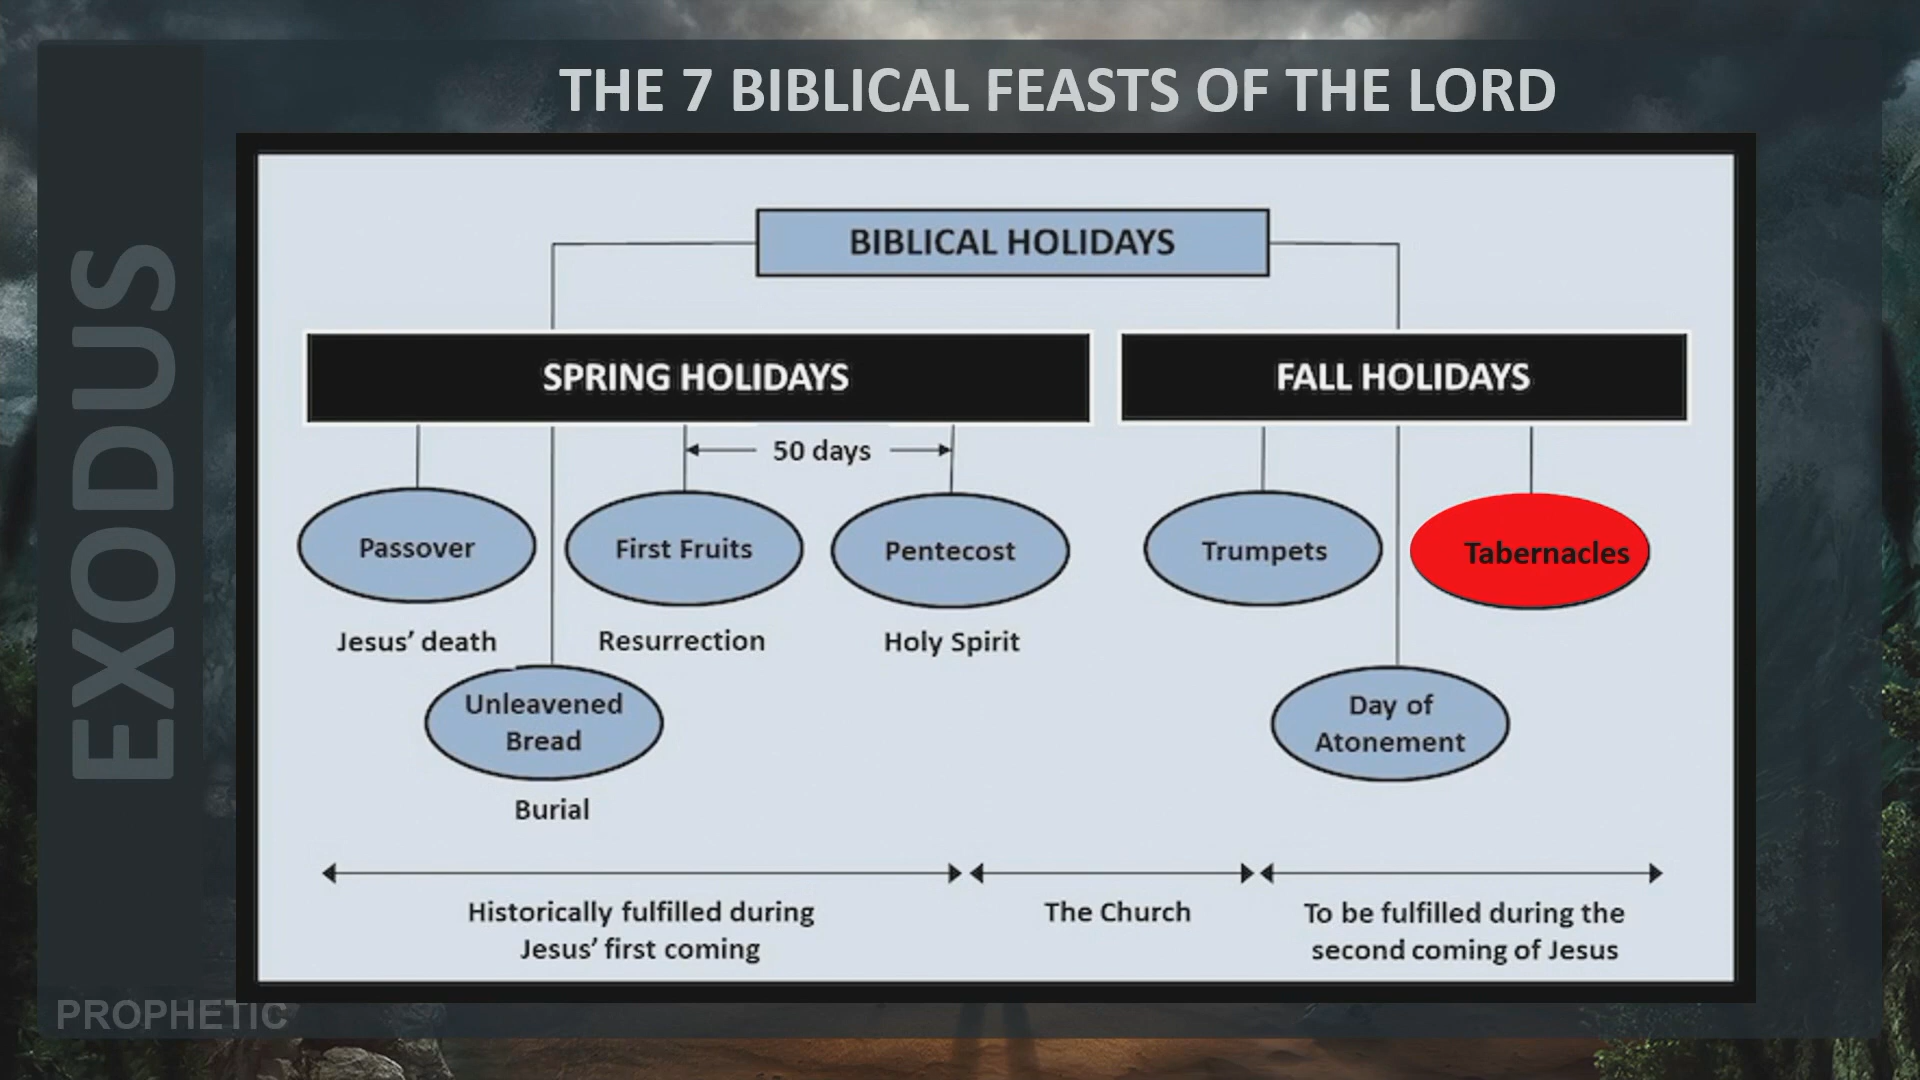 THE 7 BIBLICAL FEASTS OF THE LORD
EXODUS
BIBLICAL HOLIDAYS
SPRING HOLIDAYS
FALL HOLIDAYS
50 days
Passover
First Fruits
Pentecost
Trumpets
Tabernacles
Jesus’ death
Resurrection
Holy Spirit
Unleavened
Bread
Day of
Atonement
Burial
Historically fulfilled during
Jesus’ first coming
The Church
To be fulfilled during the
second coming of Jesus
PROPHETIC